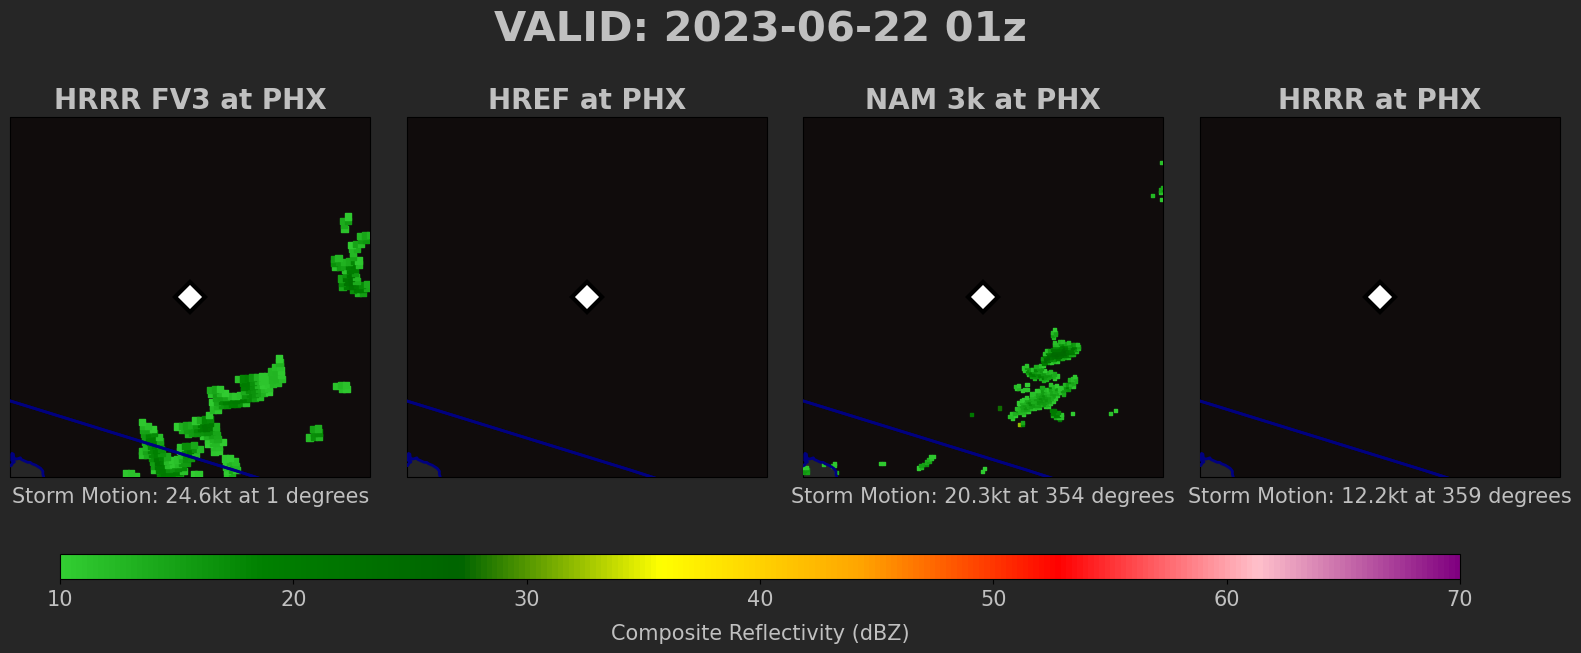 VALID: 2023-06-22 01z
HRRR FV3 at PHX
HREF at PHX
NAM 3k at PHX
HRRR at PHX
Storm Motion: 24.6kt at 1 degrees
Storm Motion: 20.3kt at 354 degrees
Storm Motion: 12.2kt at 359 degrees
10 20 30 40 50 60 70
Composite Reflectivity (dBZ)